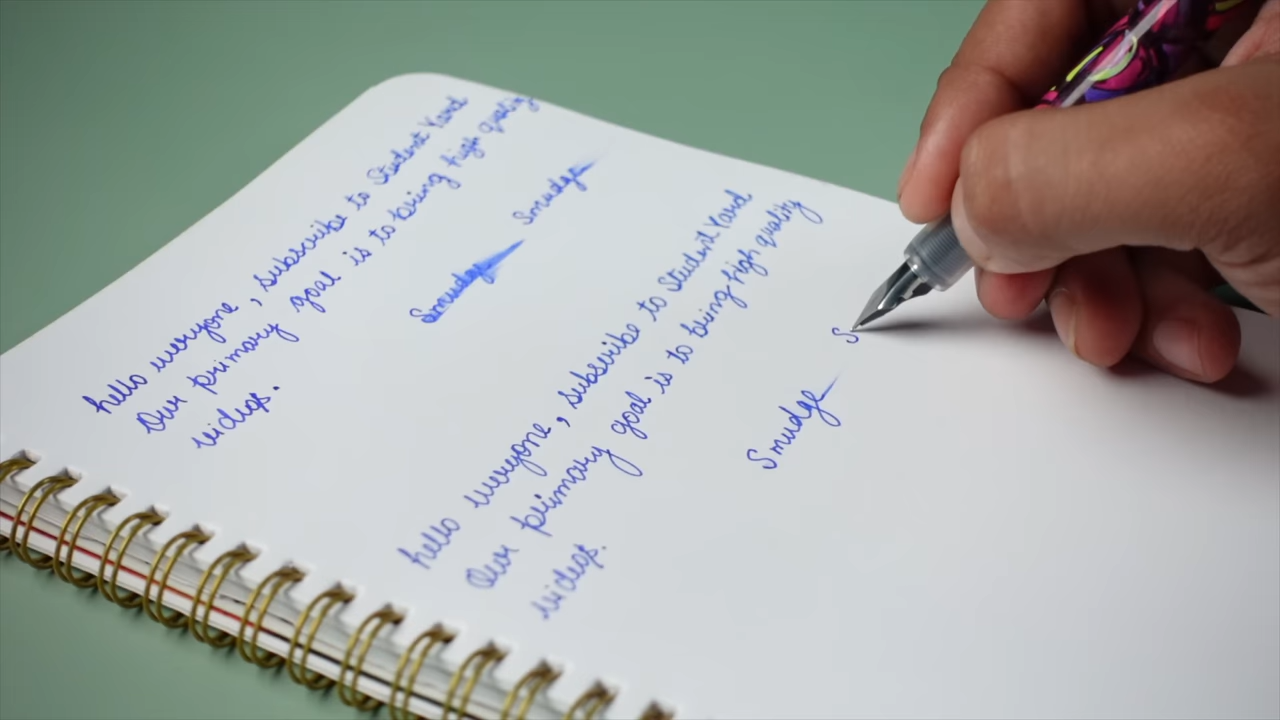 hello everyone, subscribe to Student Yard
Our primary goal is to bring high quality
videos.
Smudge
Smudge
hello everyone, subscribe to Student Yard
Our primary goal is to bring high quality
videos.
Smudge
S